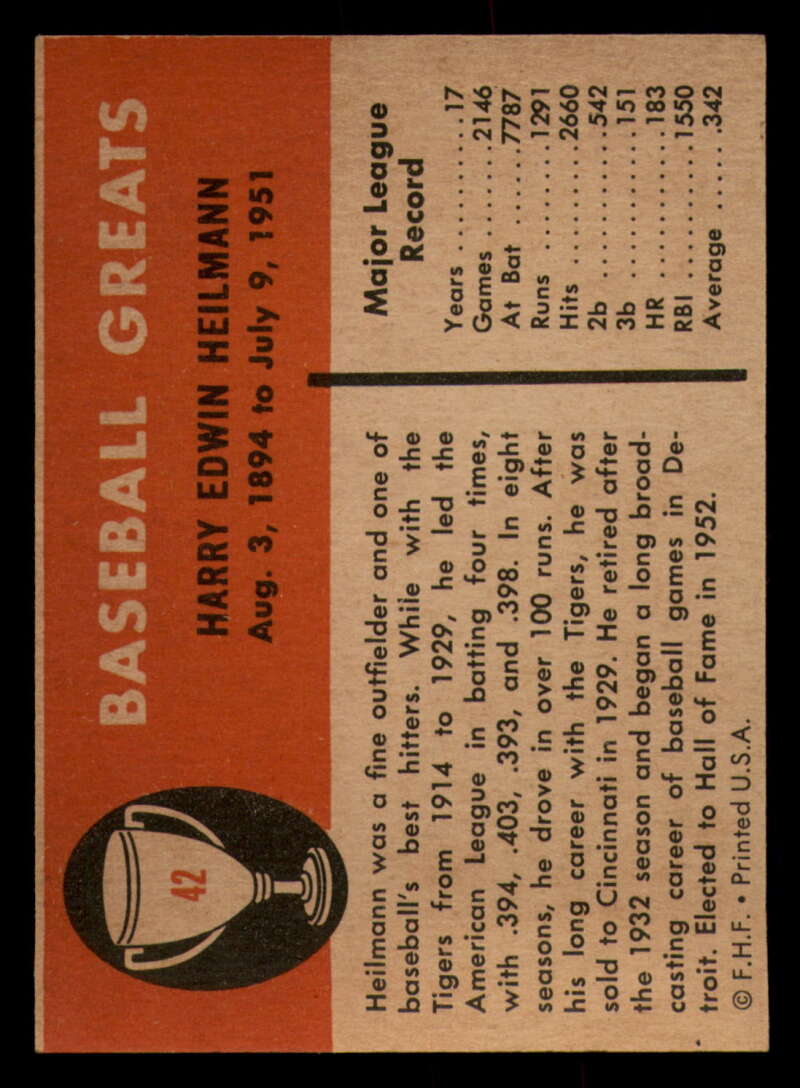 42
BASEBALL GREATS
HARRY EDWIN HEILMANN
Aug. 3, 1894 to July 9, 1951
Heilmann was a fine outfielder and one of
baseball's best hitters. While with the
Tigers from 1914 to 1929, he led the
American League in batting four times,
with .394, .403, .393, and .398. In eight
seasons, he drove in over 100 runs. After
his long career with the Tigers, he was
sold to Cincinnati in 1929. He retired after
the 1932 season and began a long broad-
casting career of baseball games in De-
troit. Elected to Hall of Fame in 1952.
© F.H.F. • Printed U.S.A.
Major League
Record
Years ........17
Games .......2146
At Bat .......7787
Runs ........1291
Hits .........2660
2b ..........542
3b ..........151
HR ..........183
RBI .........1550
Average ......342